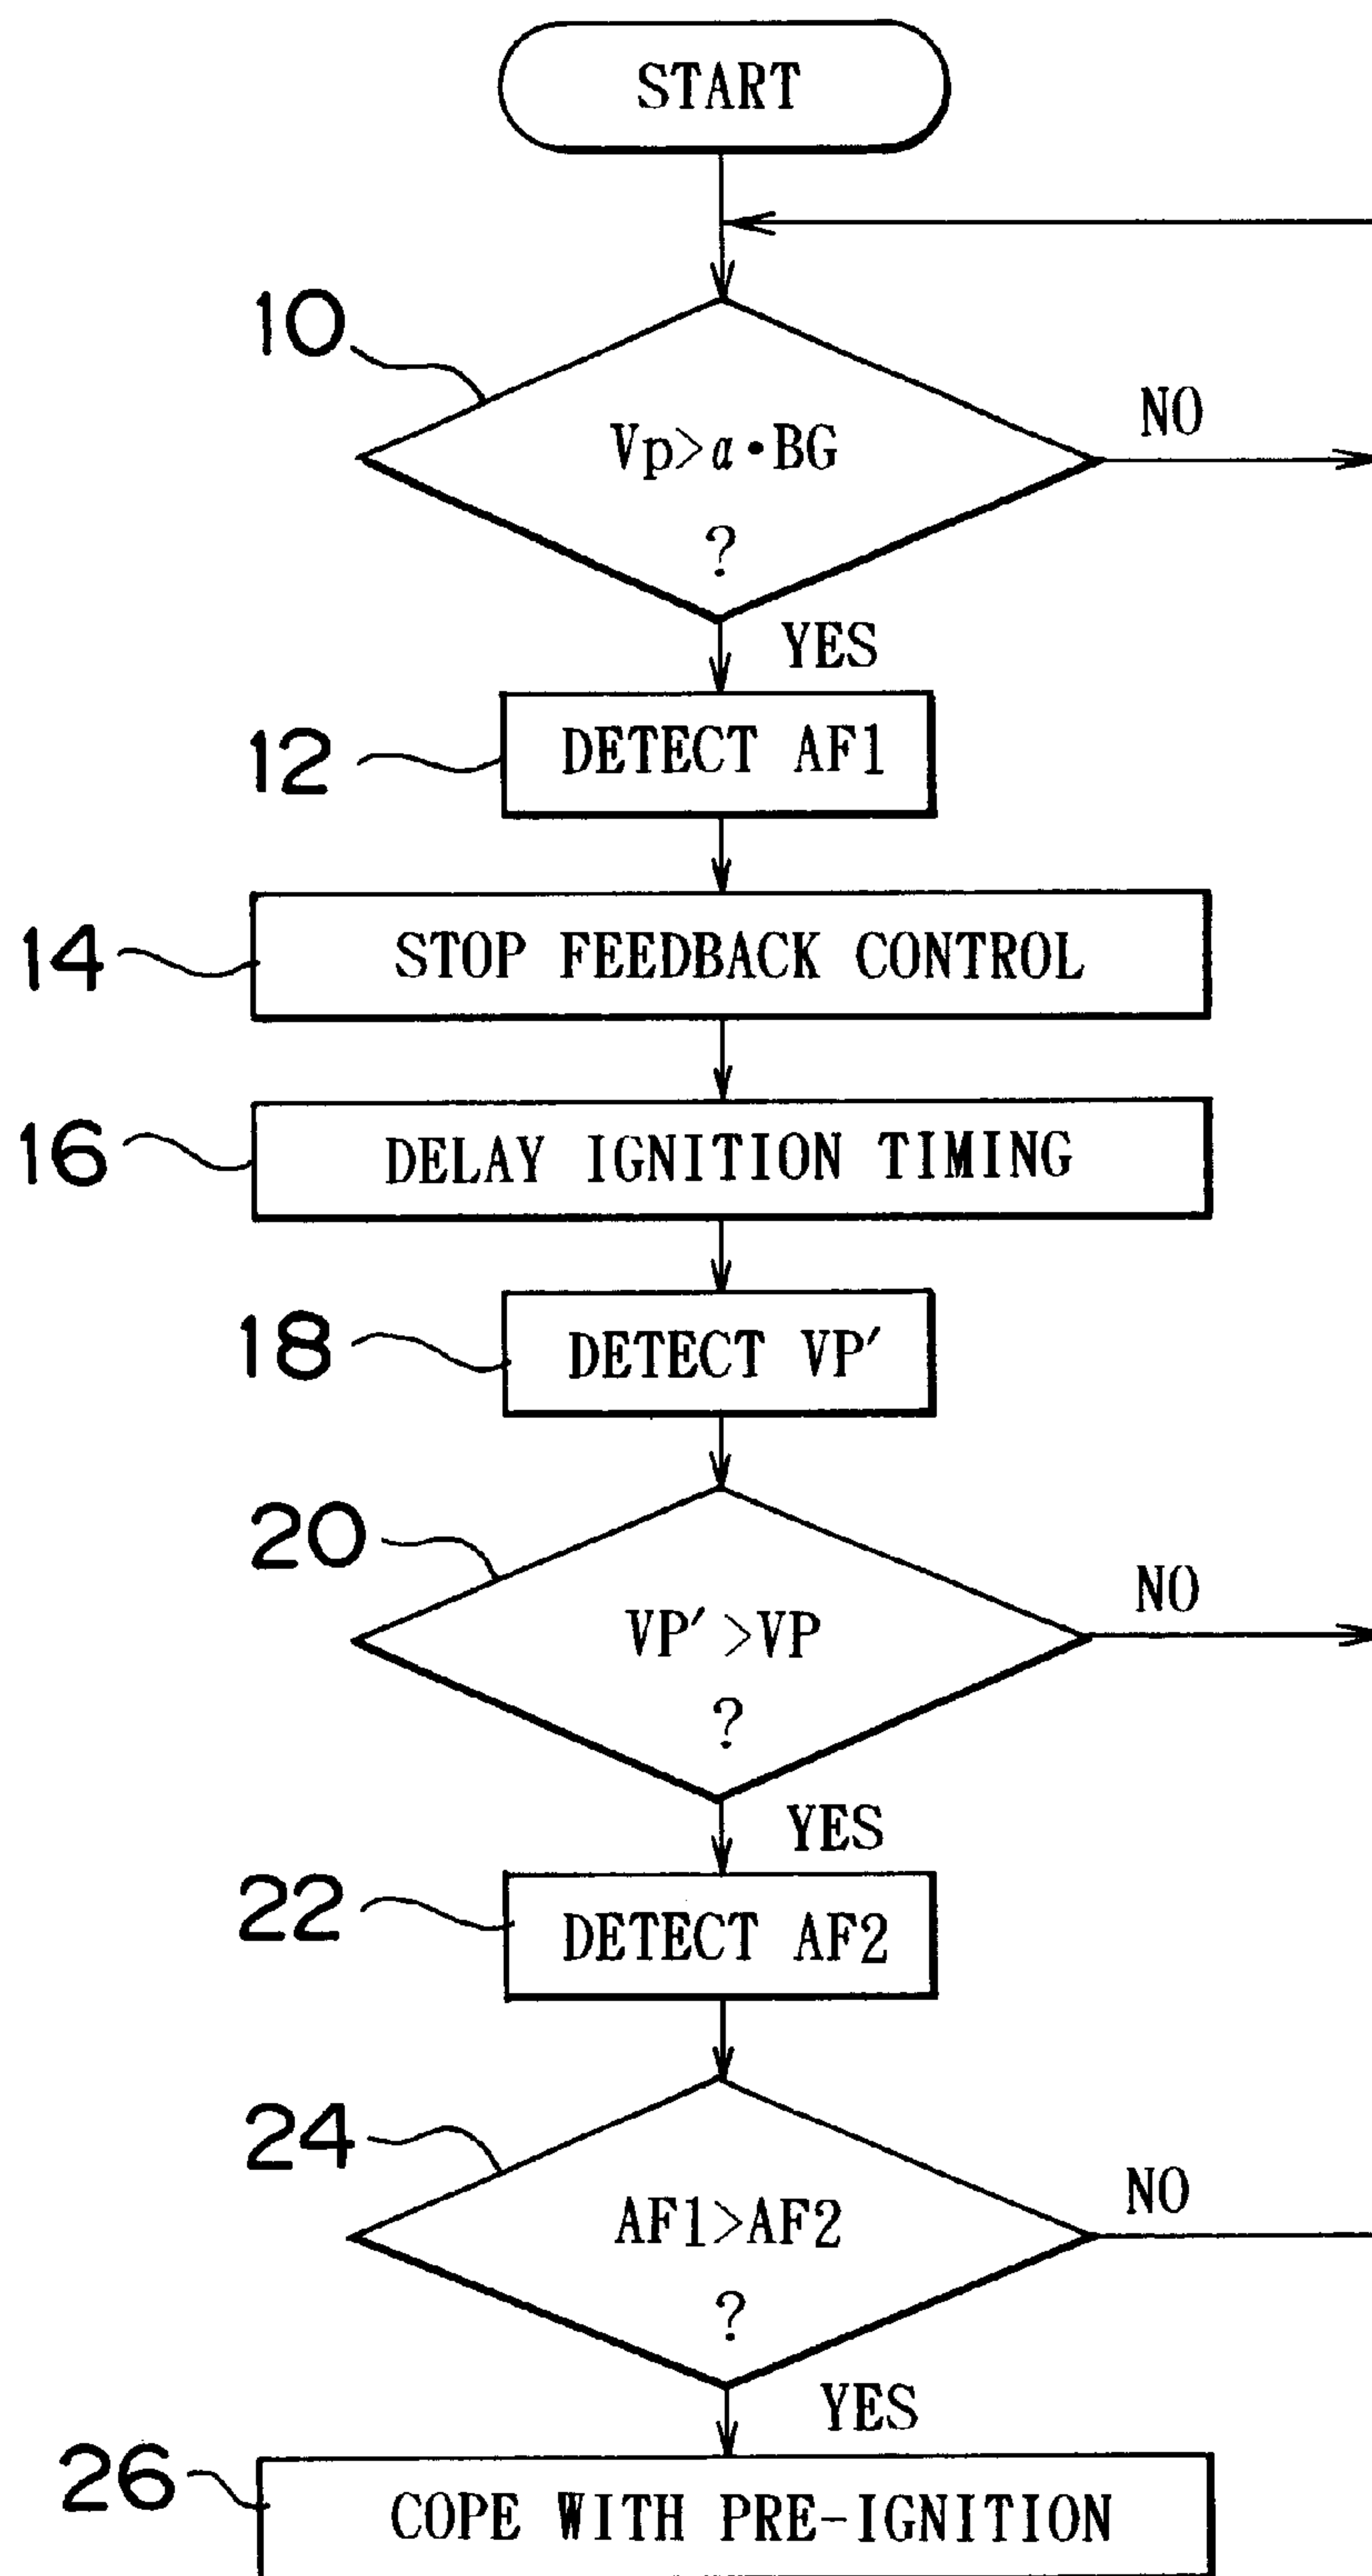 START
10
Vp>α•BG
?
NO
YES
12
DETECT AF1
14
STOP FEEDBACK CONTROL
16
DELAY IGNITION TIMING
18
DETECT VP′
20
VP′>VP
?
NO
YES
22
DETECT AF2
24
AF1>AF2
?
NO
YES
26
COPE WITH PRE-IGNITION